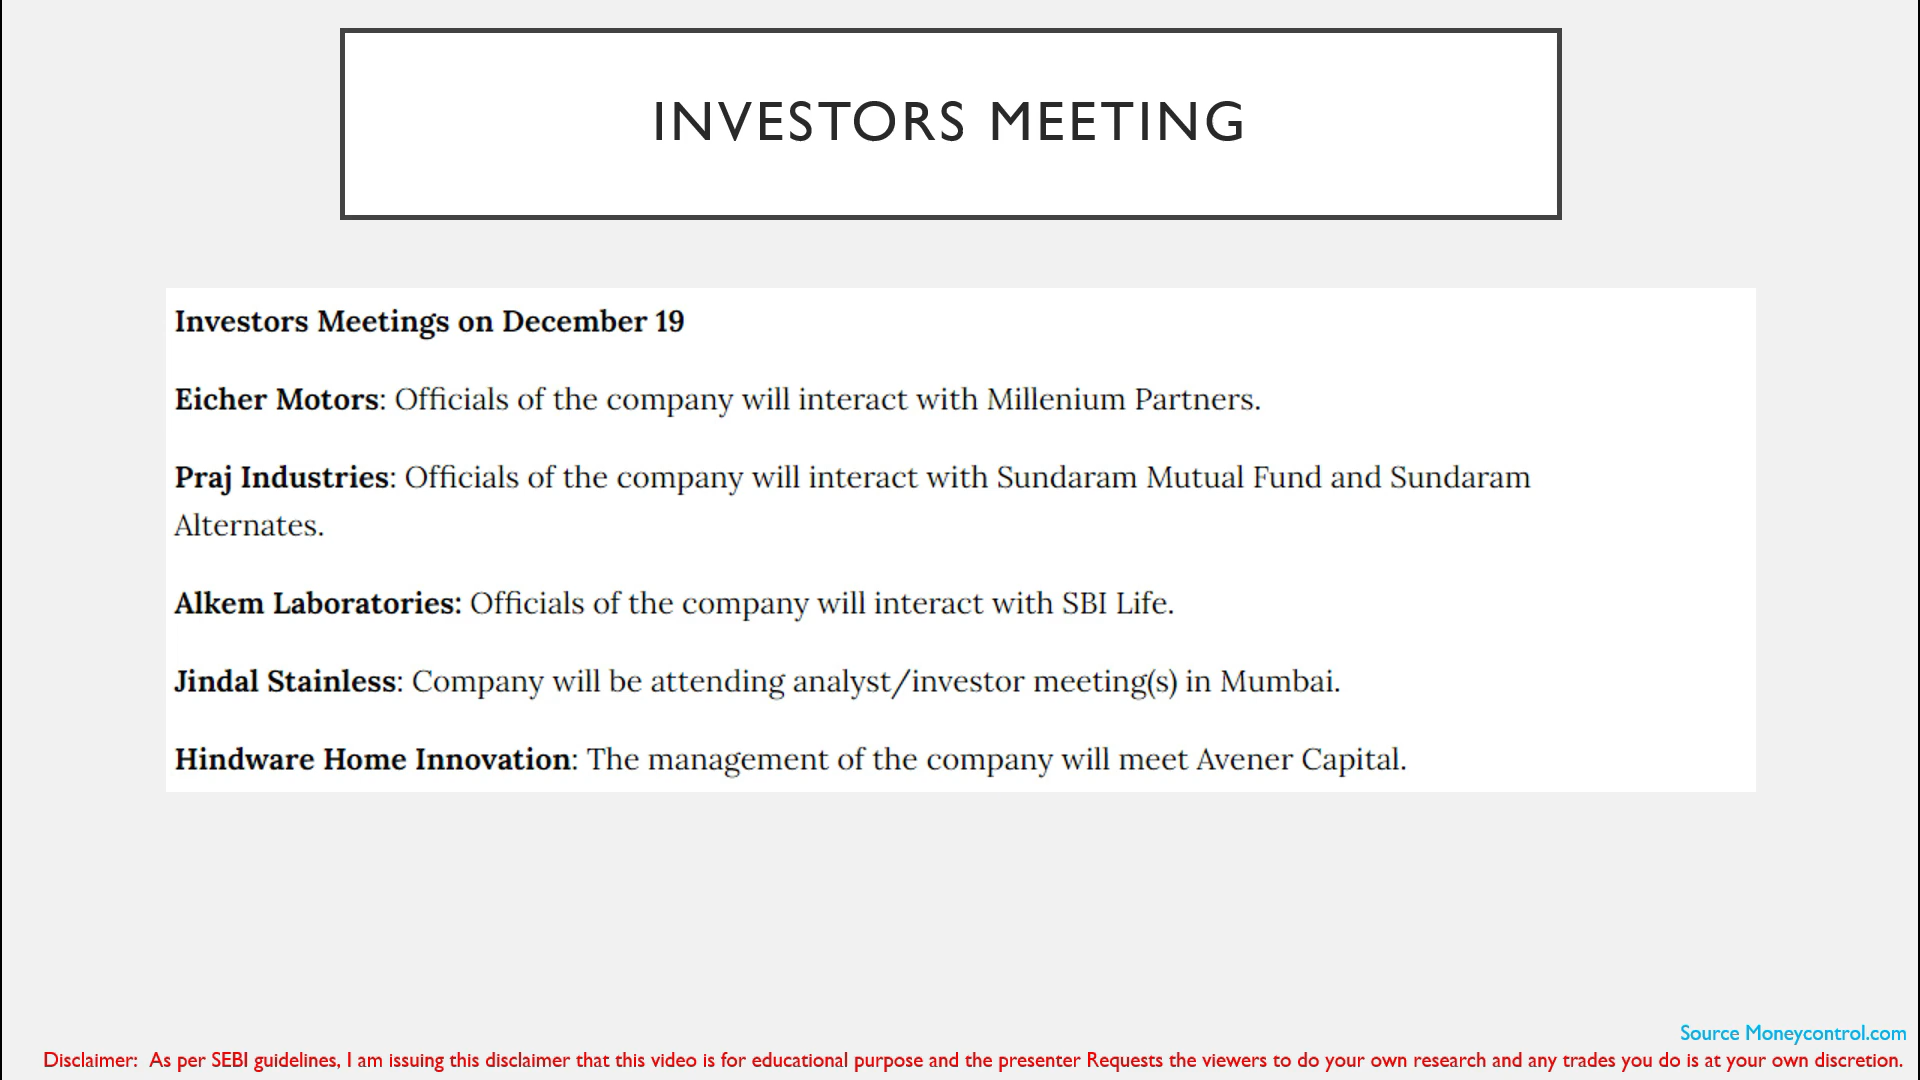 INVESTORS MEETING
Investors Meetings on December 19
Eicher Motors: Officials of the company will interact with Millenium Partners.
Praj Industries: Officials of the company will interact with Sundaram Mutual Fund and Sundaram
Alternates.
Alkem Laboratories: Officials of the company will interact with SBI Life.
Jindal Stainless: Company will be attending analyst/investor meeting(s) in Mumbai.
Hindware Home Innovation: The management of the company will meet Avener Capital.
Source Moneycontrol.com
Disclaimer: As per SEBI guidelines, I am issuing this disclaimer that this video is for educational purpose and the presenter Requests the viewers to do your own research and any trades you do is at your own discretion.